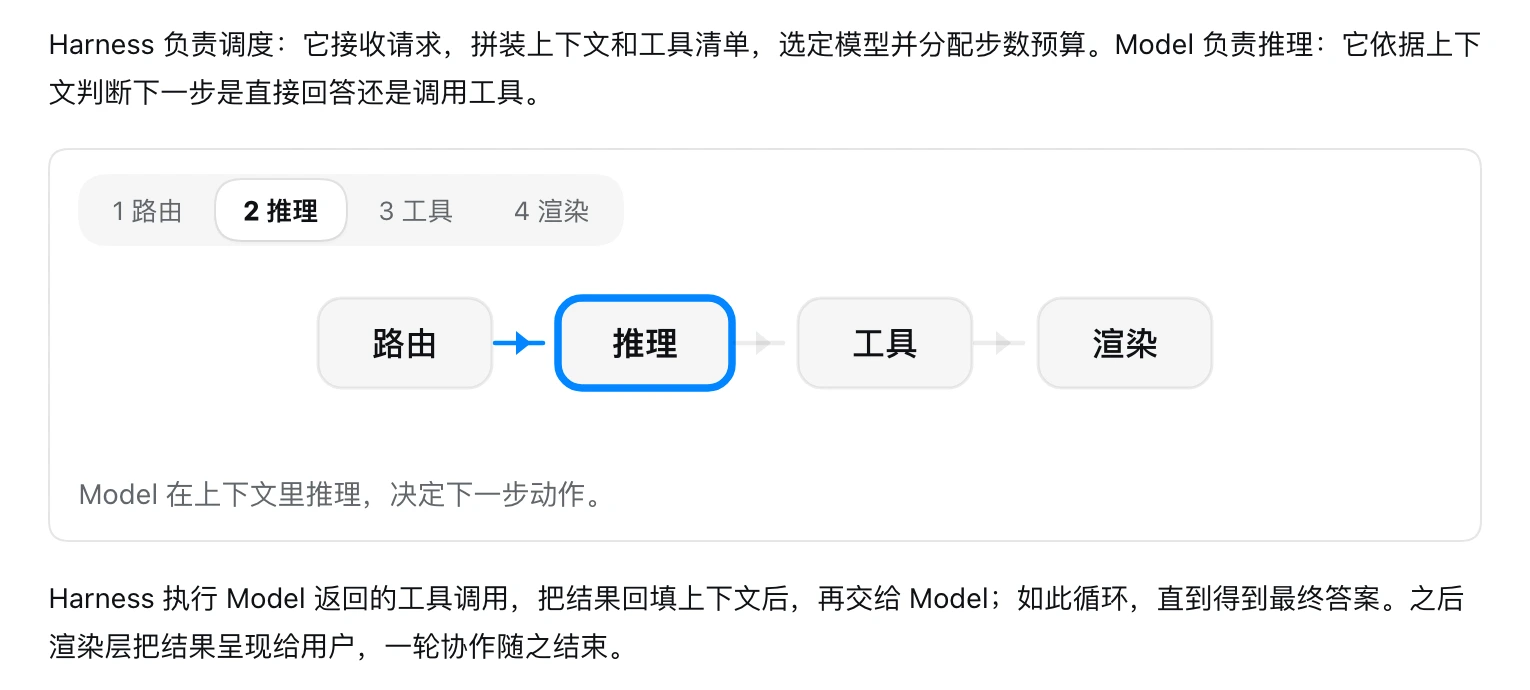 Harness 负责调度：它接收请求，拼装上下文和工具清单，选定模型并分配步数预算。Model 负责推理：它依据上下
文判断下一步是直接回答还是调用工具。
1 路由 2 推理 3 工具 4 渲染
路由 推理 工具 渲染
Model 在上下文里推理，决定下一步动作。
Harness 执行 Model 返回的工具调用，把结果回填上下文后，再交给 Model；如此循环，直到得到最终答案。之后
渲染层把结果呈现给用户，一轮协作随之结束。